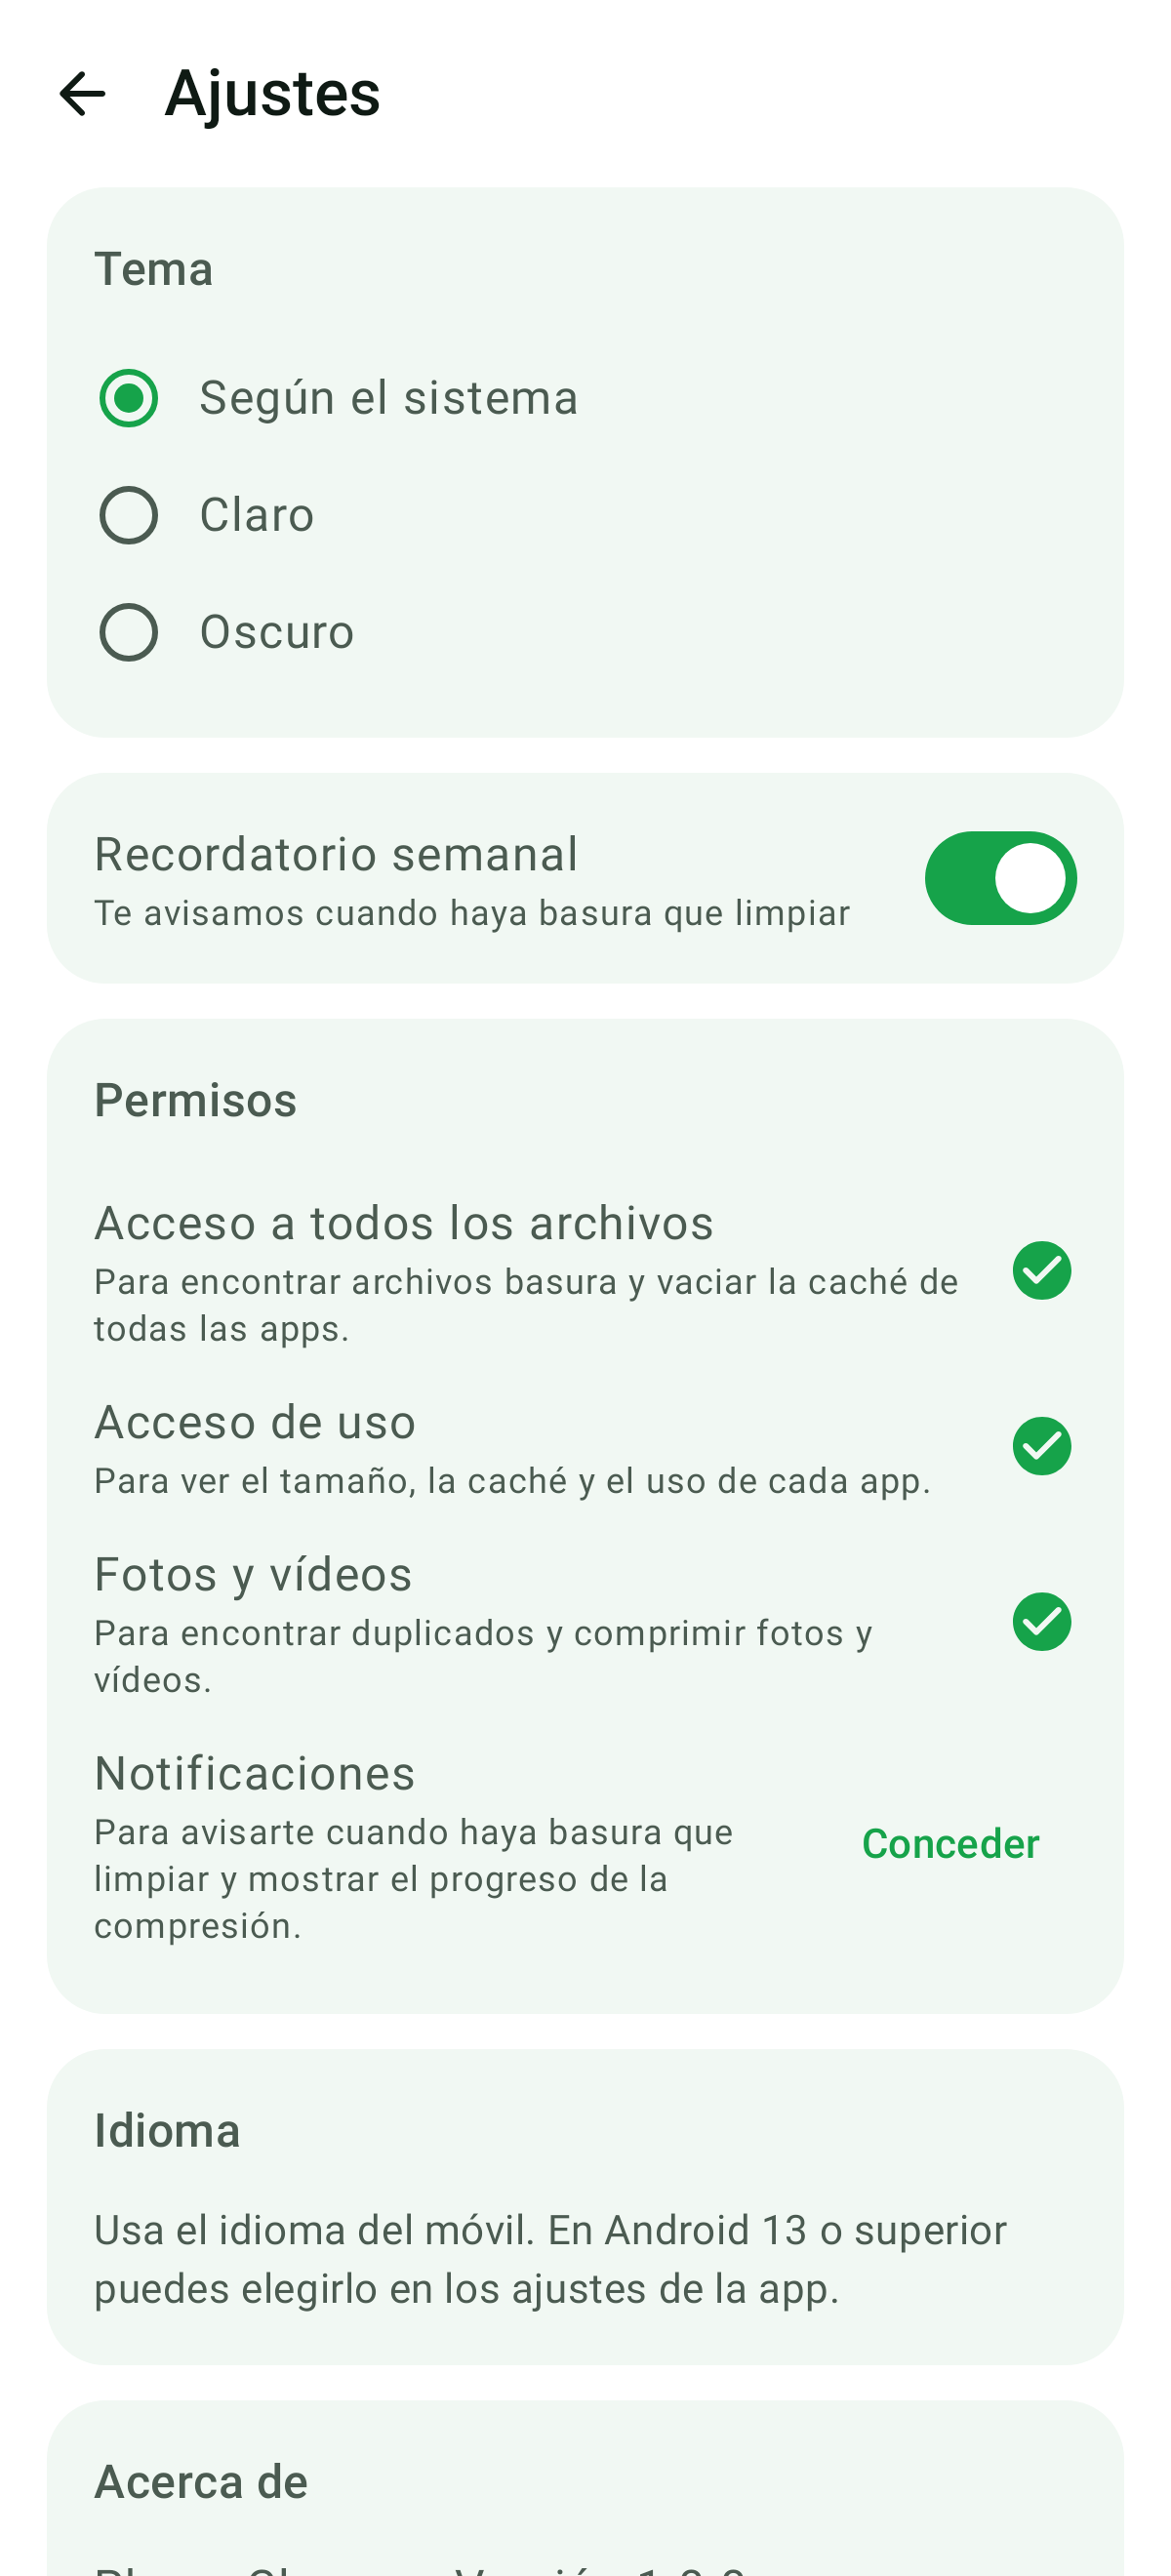 Ajustes
Tema
Según el sistema
Claro
Oscuro
Recordatorio semanal
Te avisamos cuando haya basura que limpiar
Permisos
Acceso a todos los archivos
Para encontrar archivos basura y vaciar la caché de
todas las apps.
Acceso de uso
Para ver el tamaño, la caché y el uso de cada app.
Fotos y vídeos
Para encontrar duplicados y comprimir fotos y
vídeos.
Notificaciones
Para avisarte cuando haya basura que
limpiar y mostrar el progreso de la
compresión.
Conceder
Idioma
Usa el idioma del móvil. En Android 13 o superior
puedes elegirlo en los ajustes de la app.
Acerca de